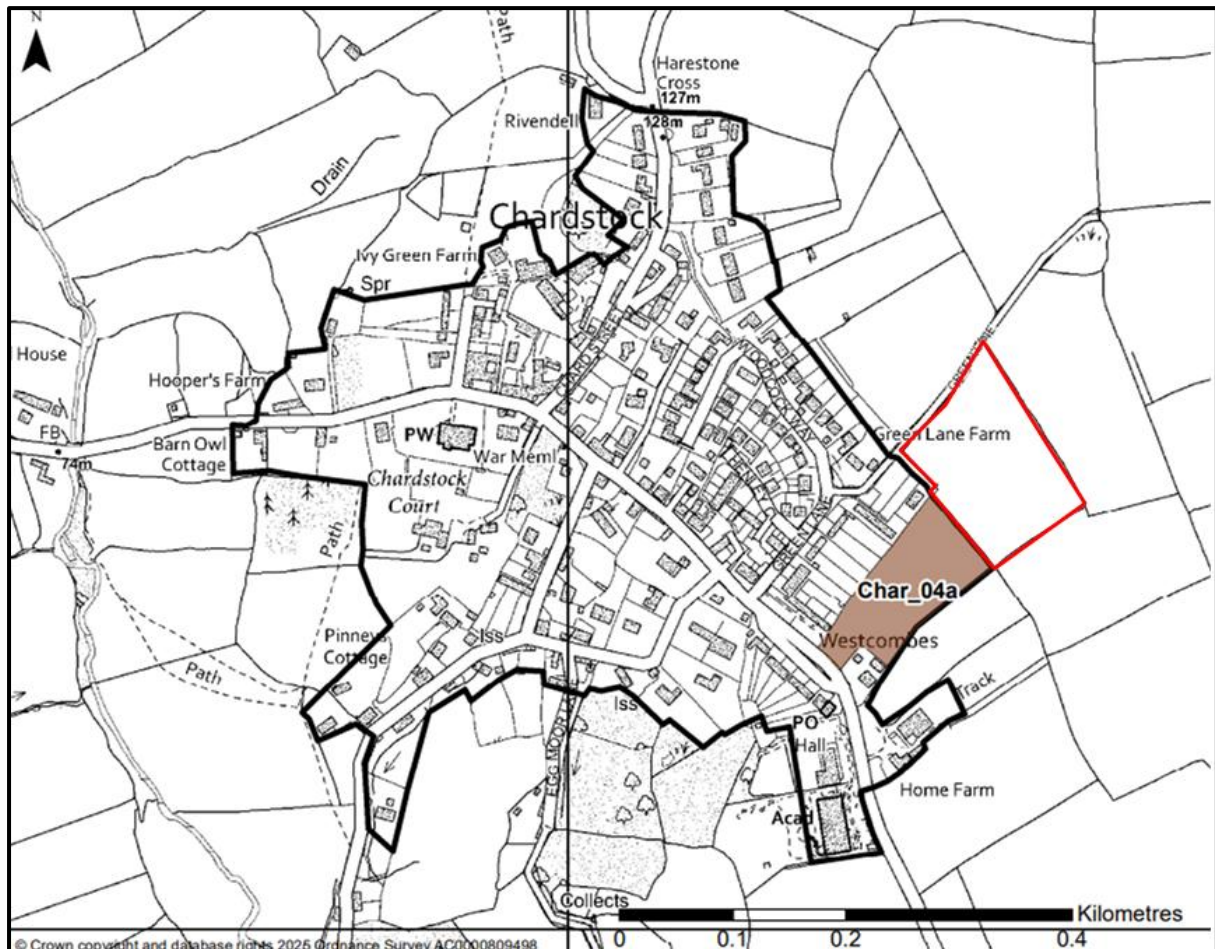 N
Path
Harestone
Cross
127m
128m
Rivendell
Drain
Chardstock
Ivy Green Farm
Spr
l House
Hooper's Farm
FB
74m
Barn Owl
Cottage
PW
War Meml
Chardstock
Court
Green Lane Farm
Path
Char_04a
Westcombes
Pinneys
Cottage
Iss
Path
Iss
Track
PO
Hall
EGG MOOR
Home Farm
Acad
Collects
Kilometres
0 0.1 0.2 0.4
© Crown copyright and database rights 2025 Ordnance Survey AC0000809498